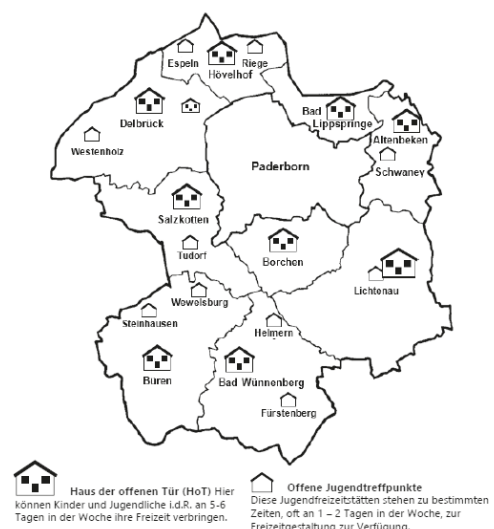 Espeln
Riege
Hövelhof
Delbrück
Bad
Lippspringe
Altenbeken
Westenholz
Paderborn
Schwaney
Salzkotten
Tudorf
Borchen
Lichtenau
Wewelsburg
Steinhausen
Helmern
Büren
Bad Wünnenberg
Fürstenberg
Haus der offenen Tür (HoT) Hier
können Kinder und Jugendliche i.d.R. an 5-6
Tagen in der Woche ihre Freizeit verbringen.
Offene Jugendtreffpunkte
Diese Jugendfreizeitstätten stehen zu bestimmten
Zeiten, oft an 1 – 2 Tagen in der Woche, zur
Freizeitgestaltung zur Verfügung.